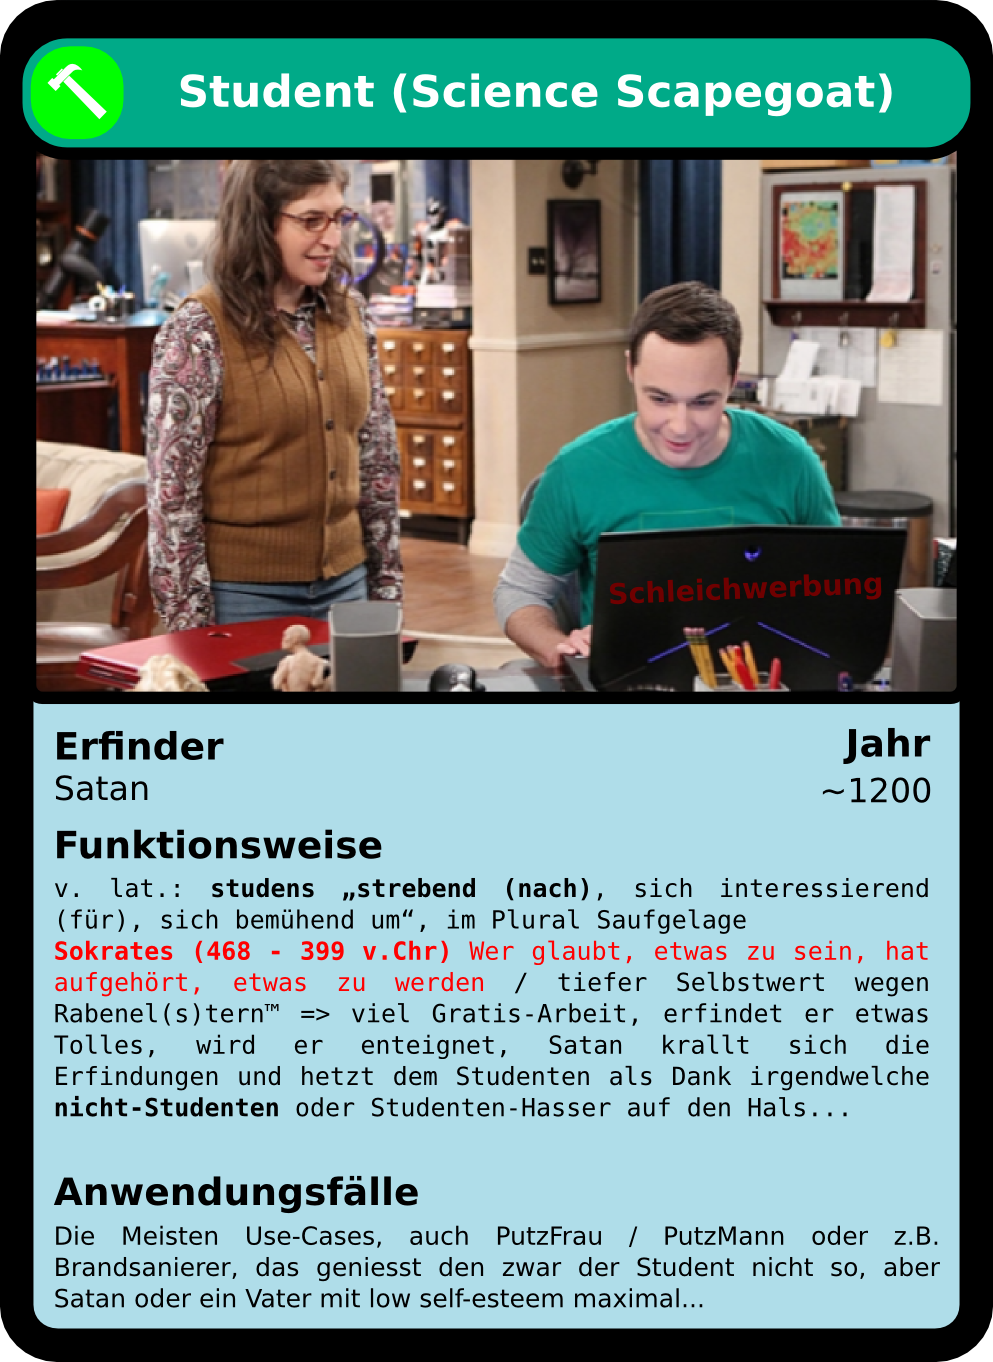 Student (Science Scapegoat)
Schleichwerbung
Erfinder
Jahr
Satan
~1200
Funktionsweise
v. lat.: studens „strebend (nach), sich interessierend
(für), sich bemühend um“, im Plural Saufgelage
Sokrates (468 - 399 v.Chr) Wer glaubt, etwas zu sein, hat
aufgehört, etwas zu werden / tiefer Selbstwert wegen
Rabenel(s)tern™ => viel Gratis-Arbeit, erfindet er etwas
Tolles, wird er enteignet, Satan krallt sich die
Erfindungen und hetzt dem Studenten als Dank irgendwelche
nicht-Studenten oder Studenten-Hasser auf den Hals...
Anwendungsfälle
Die Meisten Use-Cases, auch PutzFrau / PutzMann oder z.B.
Brandsanierer, das geniesst den zwar der Student nicht so, aber
Satan oder ein Vater mit low self-esteem maximal...